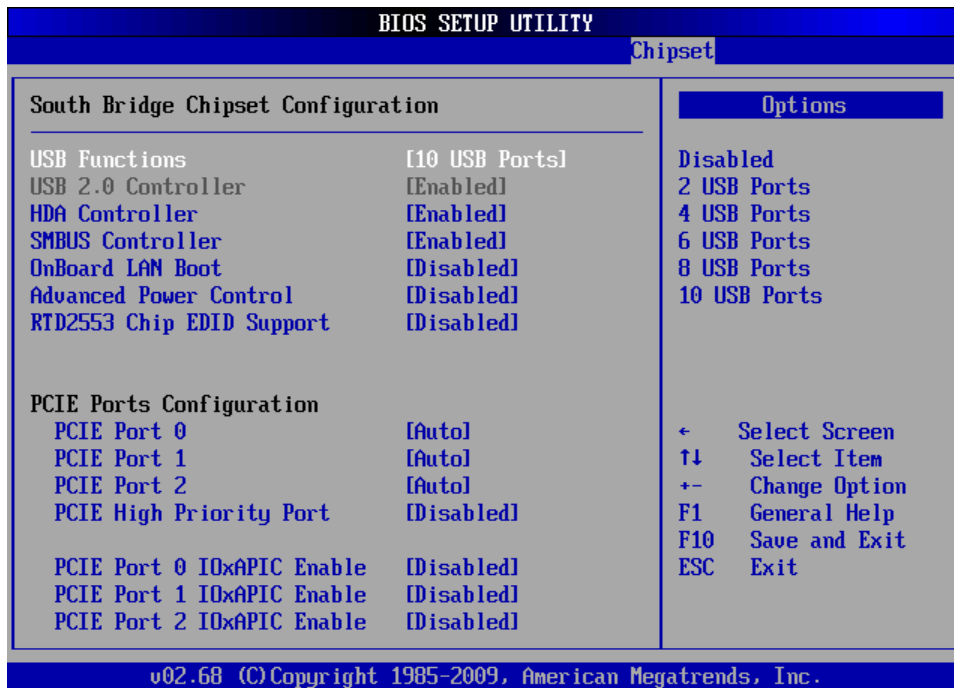 BIOS SETUP UTILITY
Chipset
South Bridge Chipset Configuration
USB Functions [10 USB Ports]
USB 2.0 Controller [Enabled]
HDA Controller [Enabled]
SMBUS Controller [Enabled]
OnBoard LAN Boot [Disabled]
Advanced Power Control [Disabled]
RTD2553 Chip EDID Support [Disabled]
PCIE Ports Configuration
PCIE Port 0 [Auto]
PCIE Port 1 [Auto]
PCIE Port 2 [Auto]
PCIE High Priority Port [Disabled]
PCIE Port 0 IOxAPIC Enable [Disabled]
PCIE Port 1 IOxAPIC Enable [Disabled]
PCIE Port 2 IOxAPIC Enable [Disabled]
Options
Disabled
2 USB Ports
4 USB Ports
6 USB Ports
8 USB Ports
10 USB Ports
← Select Screen
↑↓ Select Item
+- Change Option
F1 General Help
F10 Save and Exit
ESC Exit
v02.68 (C)Copyright 1985-2009, American Megatrends, Inc.